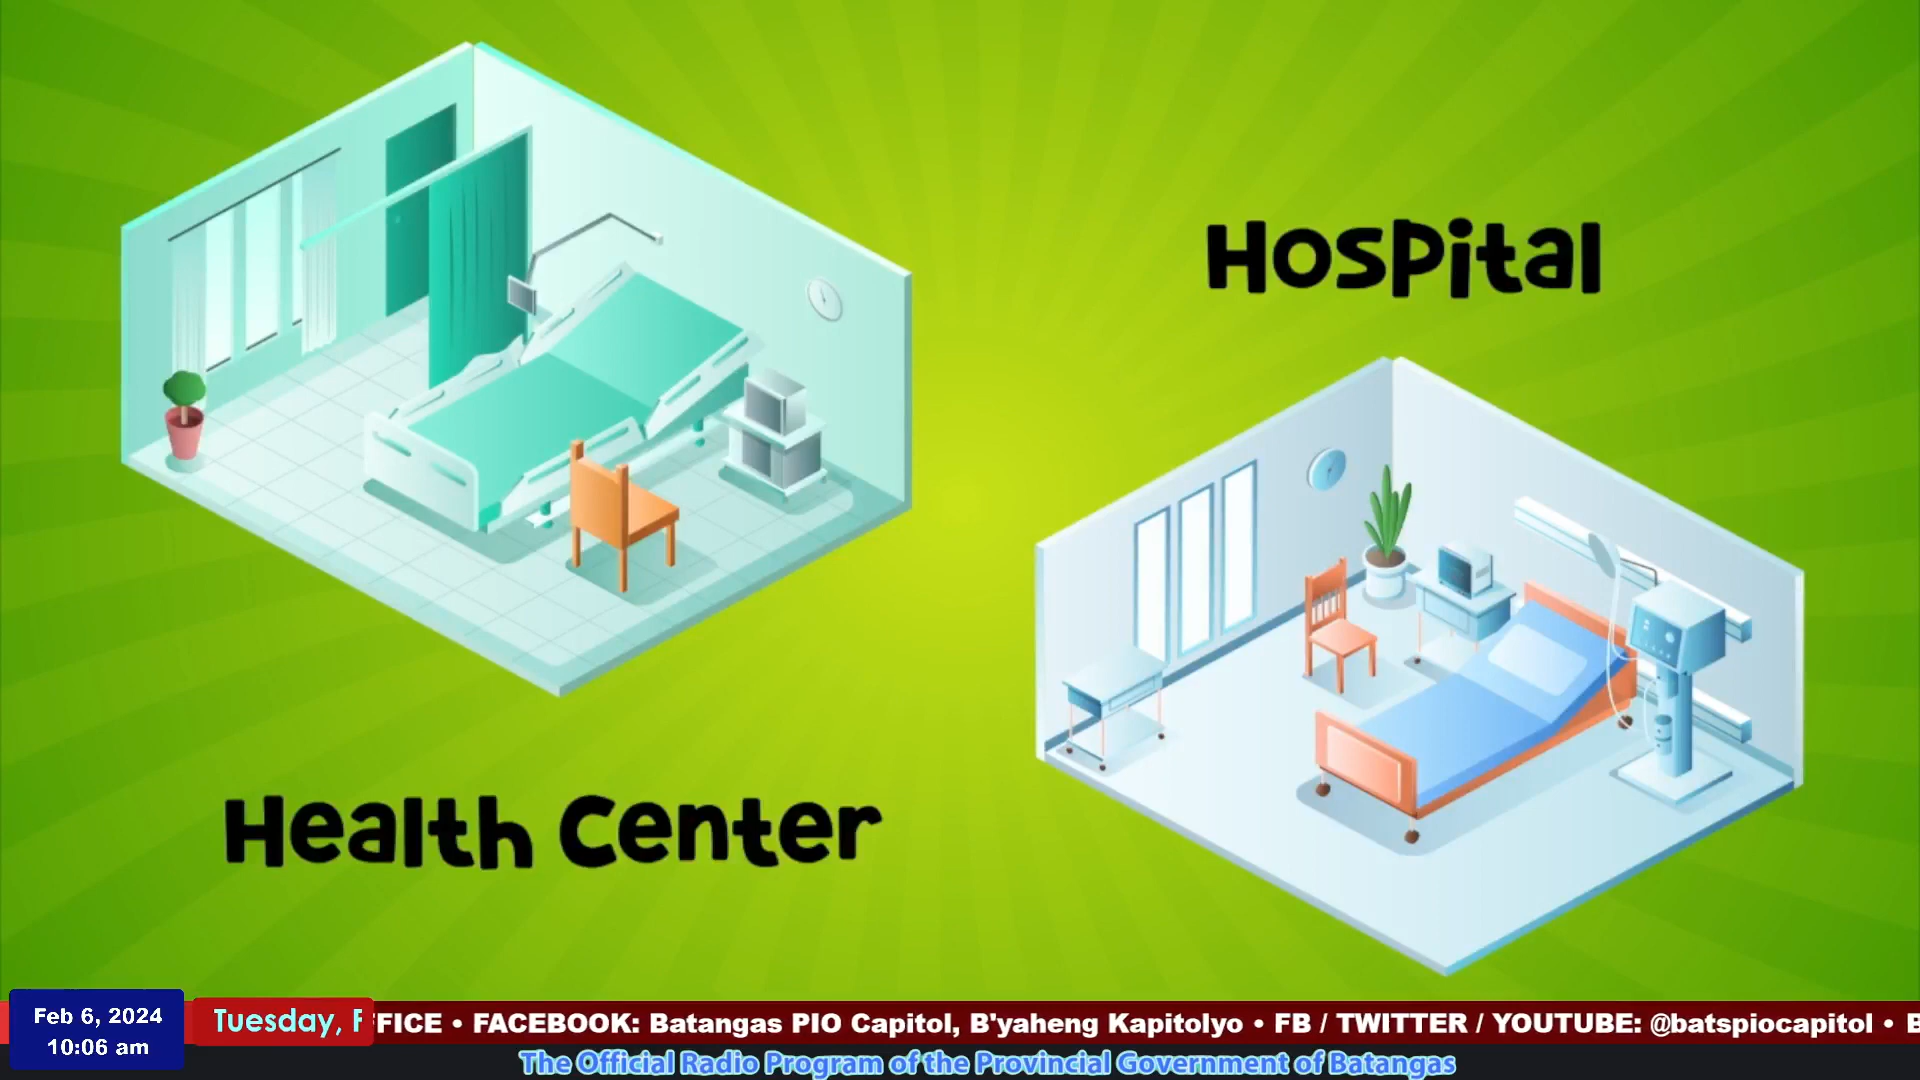 Hospital
Health Center
Feb 6, 2024
10:06 am
Tuesday, F
FFICE • FACEBOOK: Batangas PIO Capitol, B'yaheng Kapitolyo • FB / TWITTER / YOUTUBE: @batspiocapitol • B
The Official Radio Program of the Provincial Government of Batangas